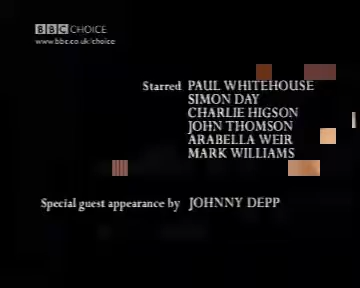 BBC CHOICE
www.bbc.co.uk/choice
Starred PAUL WHITEHOUSE
SIMON DAY
CHARLIE HIGSON
JOHN THOMSON
ARABELLA WEIR
MARK WILLIAMS
Special guest appearance by JOHNNY DEPP